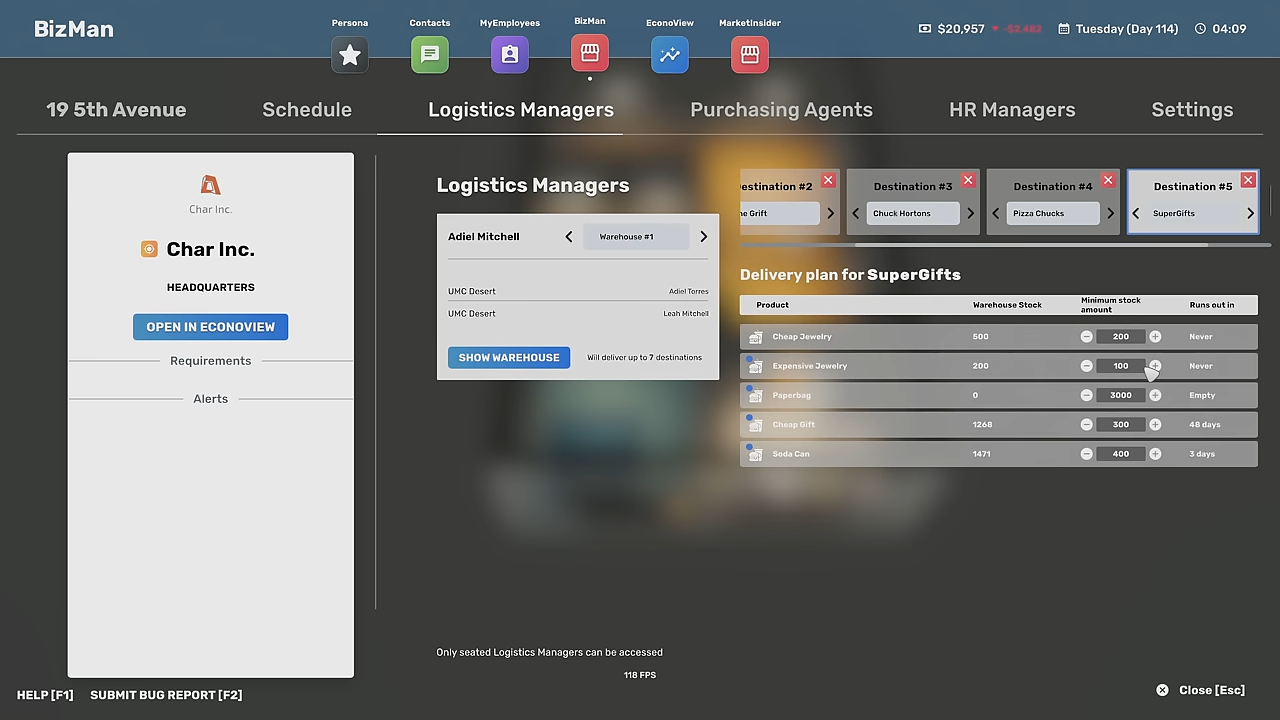 BizMan
Persona
Contacts
MyEmployees
BizMan
EconoView
MarketInsider
$20,957
-$2,482
Tuesday (Day 114)
04:09
19 5th Avenue
Schedule
Logistics Managers
Purchasing Agents
HR Managers
Settings
Char Inc.
Char Inc.
HEADQUARTERS
OPEN IN ECONOVIEW
Requirements
Alerts
Logistics Managers
Adiel Mitchell
Warehouse #1
UMC Desert
Adiel Torres
UMC Desert
Leah Mitchell
SHOW WAREHOUSE
Will deliver up to 7 destinations
estination #2
Destination #3
Destination #4
Destination #5
e Grift
Chuck Hortons
Pizza Chucks
SuperGifts
Delivery plan for SuperGifts
Product Warehouse Stock Minimum stock amount Runs out in
Cheap Jewelry 500 200 Never
Expensive Jewelry 200 100 Never
Paperbag 0 3000 Empty
Cheap Gift 1268 300 48 days
Soda Can 1471 400 3 days
Only seated Logistics Managers can be accessed
118 FPS
HELP [F1]
SUBMIT BUG REPORT [F2]
Close [Esc]